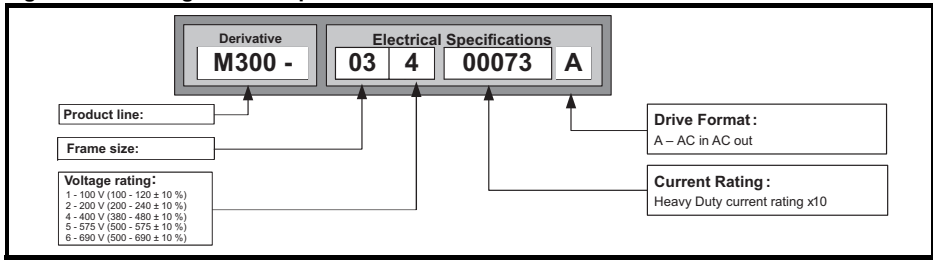 Derivative
Electrical Specifications
M300 - 03 4 00073 A
Product line:
Frame size:
Voltage rating:
1 - 100 V (100 - 120 ± 10 %)
2 - 200 V (200 - 240 ± 10 %)
4 - 400 V (380 - 480 ± 10 %)
5 - 575 V (500 - 575 ± 10 %)
6 - 690 V (500 - 690 ± 10 %)
Drive Format:
A – AC in AC out
Current Rating:
Heavy Duty current rating x10